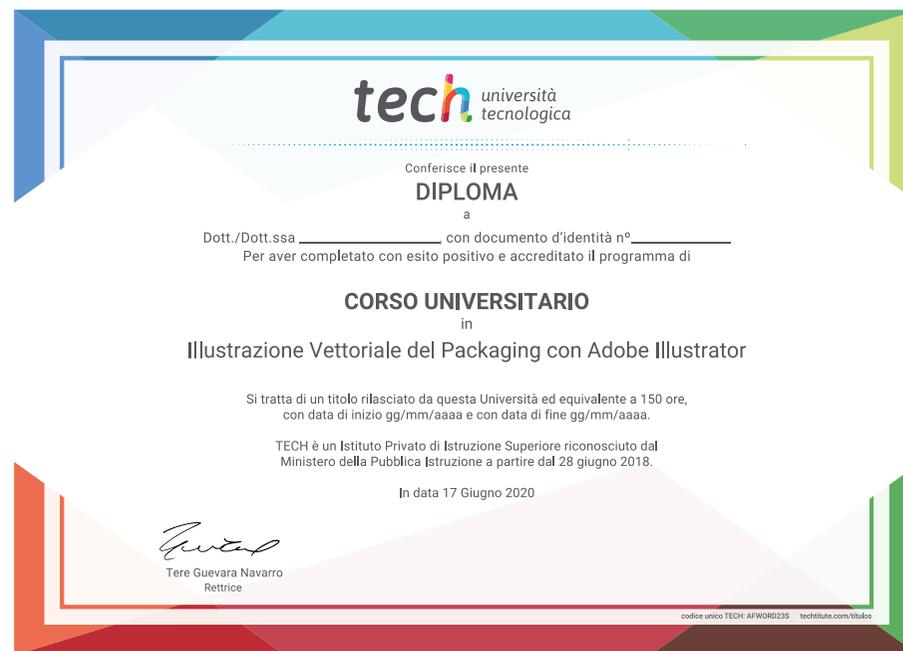 tech università
tecnologica
Conferisce il presente
DIPLOMA
a
Dott./Dott.ssa ____________, con documento d'identità nº____________
Per aver completato con esito positivo e accreditato il programma di
CORSO UNIVERSITARIO
in
Illustrazione Vettoriale del Packaging con Adobe Illustrator
Si tratta di un titolo rilasciato da questa Università ed equivalente a 150 ore,
con data di inizio gg/mm/aaaa e con data di fine gg/mm/aaaa.
TECH è un Istituto Privato di Istruzione Superiore riconosciuto dal
Ministero della Pubblica Istruzione a partire dal 28 giugno 2018.
In data 17 Giugno 2020
Tere Guevara Navarro
Rettrice
codice unico TECH: AFWORD23S techtitute.com/titulos